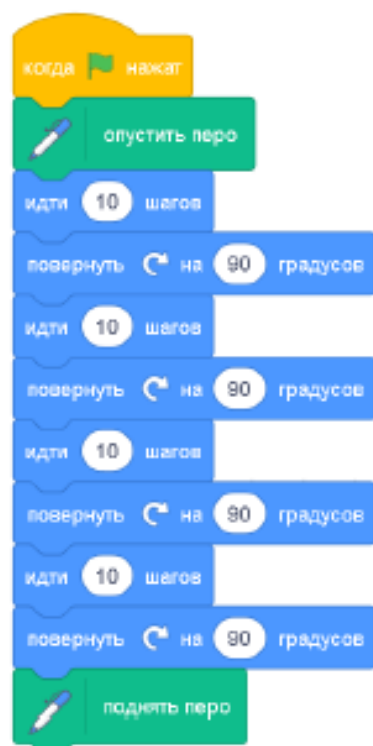 когда нажат
опустить перо
идти 10 шагов
повернуть на 90 градусов
идти 10 шагов
повернуть на 90 градусов
идти 10 шагов
повернуть на 90 градусов
идти 10 шагов
повернуть на 90 градусов
поднять перо